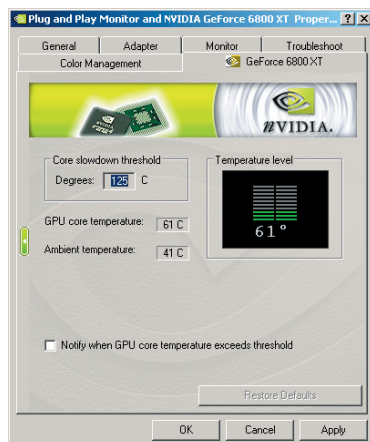 Plug and Play Monitor and NVIDIA GeForce 6800 XT Proper...
General Adapter Monitor Troubleshoot
Color Management GeForce 6800 XT
nVIDIA.
Core slowdown threshold
Degrees: 125 C
Temperature level
61°
GPU core temperature: 61 C
Ambient temperature: 41 C
Notify when GPU core temperature exceeds threshold
Restore Defaults
OK Cancel Apply